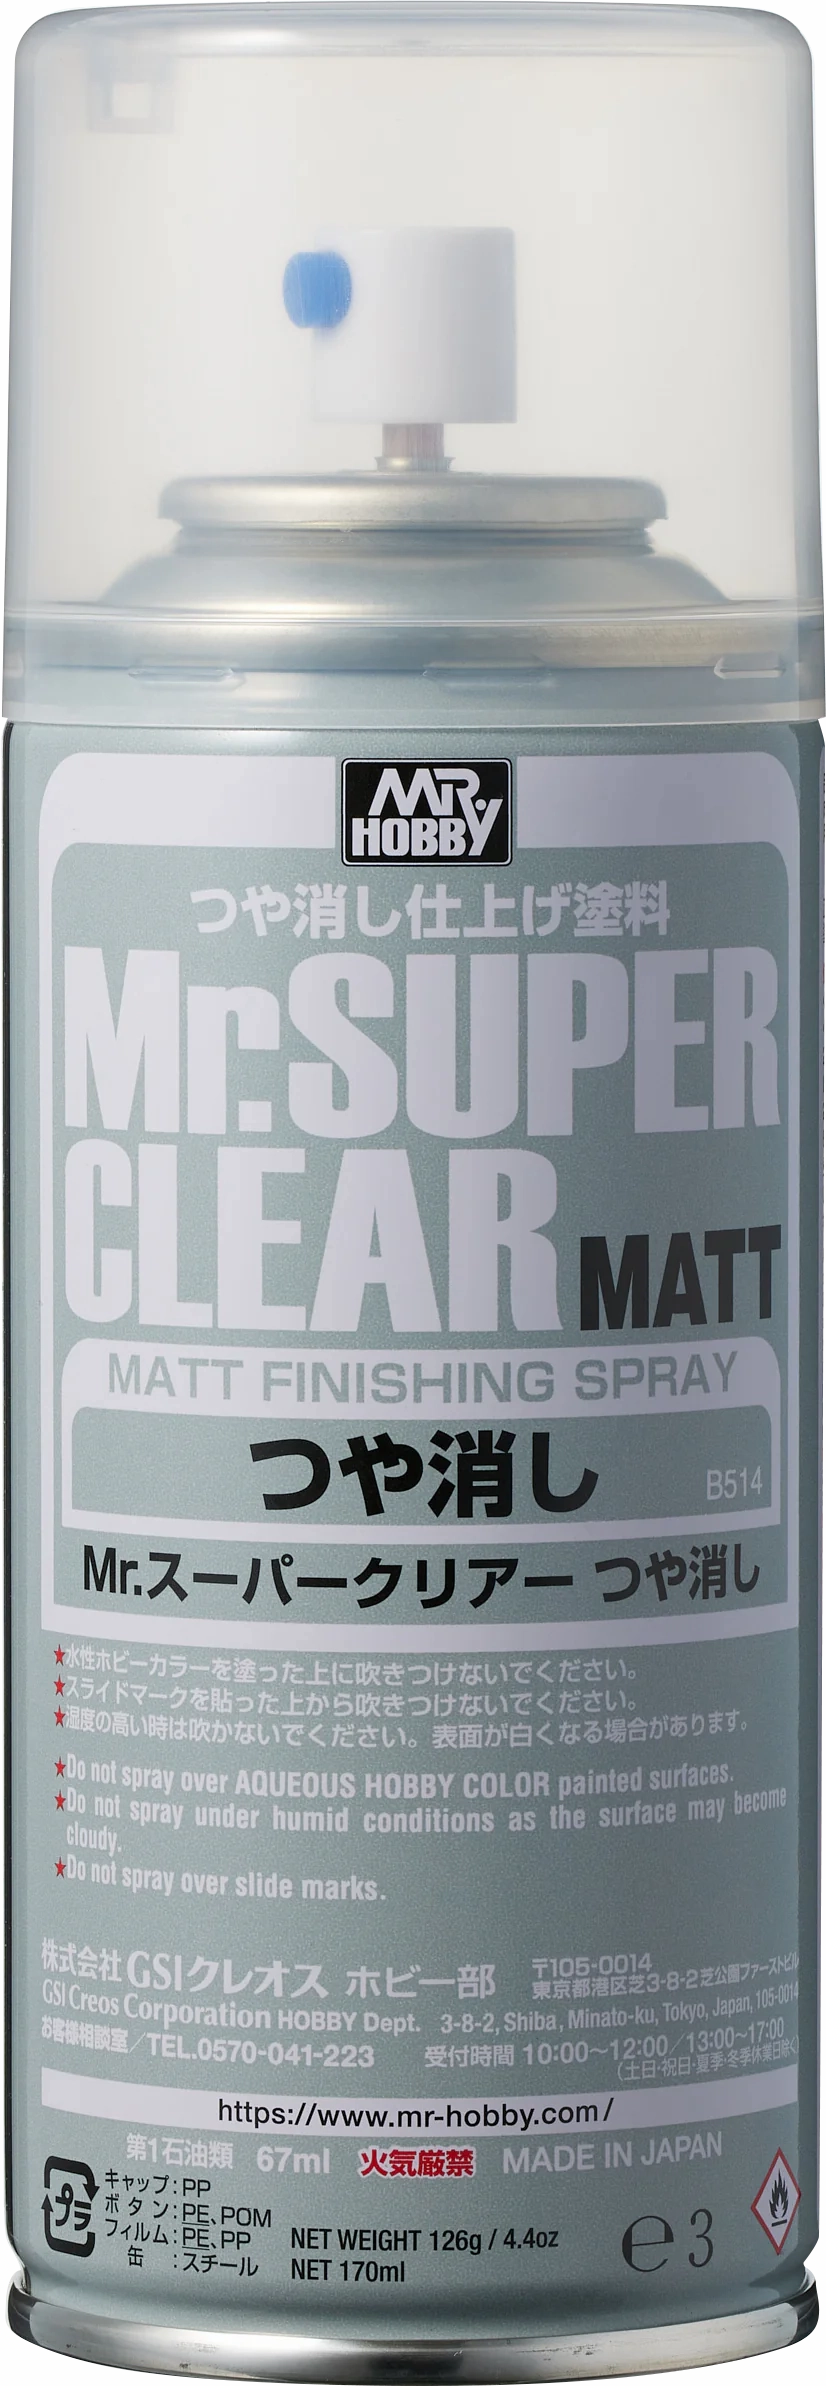 MR. HOBBY
つや消し仕上げ塗料
Mr.SUPER
CLEAR MATT
MATT FINISHING SPRAY
つや消し
B514
Mr.スーパークリアー つや消し
★水性ホビーカラーを塗った上に吹きつけないでください。
★スライドマークを貼った上から吹きつけないでください。
★湿度の高い時は吹かないでください。表面が白くなる場合があります。
★Do not spray over AQUEOUS HOBBY COLOR painted surfaces.
★Do not spray under humid conditions as the surface may become
cloudy.
★Do not spray over slide marks.
株式会社 GSIクレオス ホビー部
〒105-0014
東京都港区芝3-8-2芝公園ファーストビル
GSI Creos Corporation HOBBY Dept. 3-8-2, Shiba, Minato-ku, Tokyo, Japan, 105-0014
お客様相談室/TEL.0570-041-223 受付時間 10:00〜12:00/13:00〜17:00
(土日・祝日・夏季・冬季休業日除く)
https://www.mr-hobby.com/
第1石油類 67ml 火気厳禁 MADE IN JAPAN
プラ
キャップ:PP
ボタン:PE、POM
フィルム:PE、PP
缶:スチール
NET WEIGHT 126g / 4.4oz
NET 170ml
e3